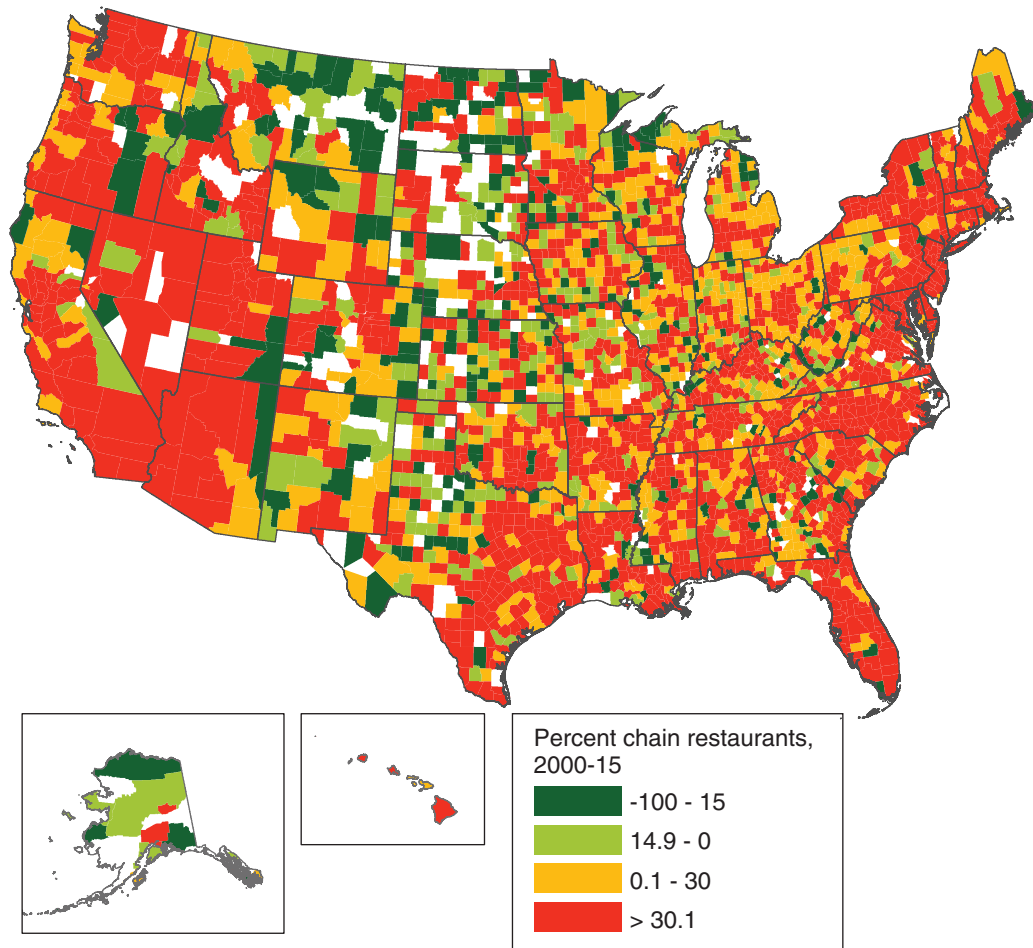 Percent chain restaurants,
2000-15
-100 - 15
14.9 - 0
0.1 - 30
> 30.1